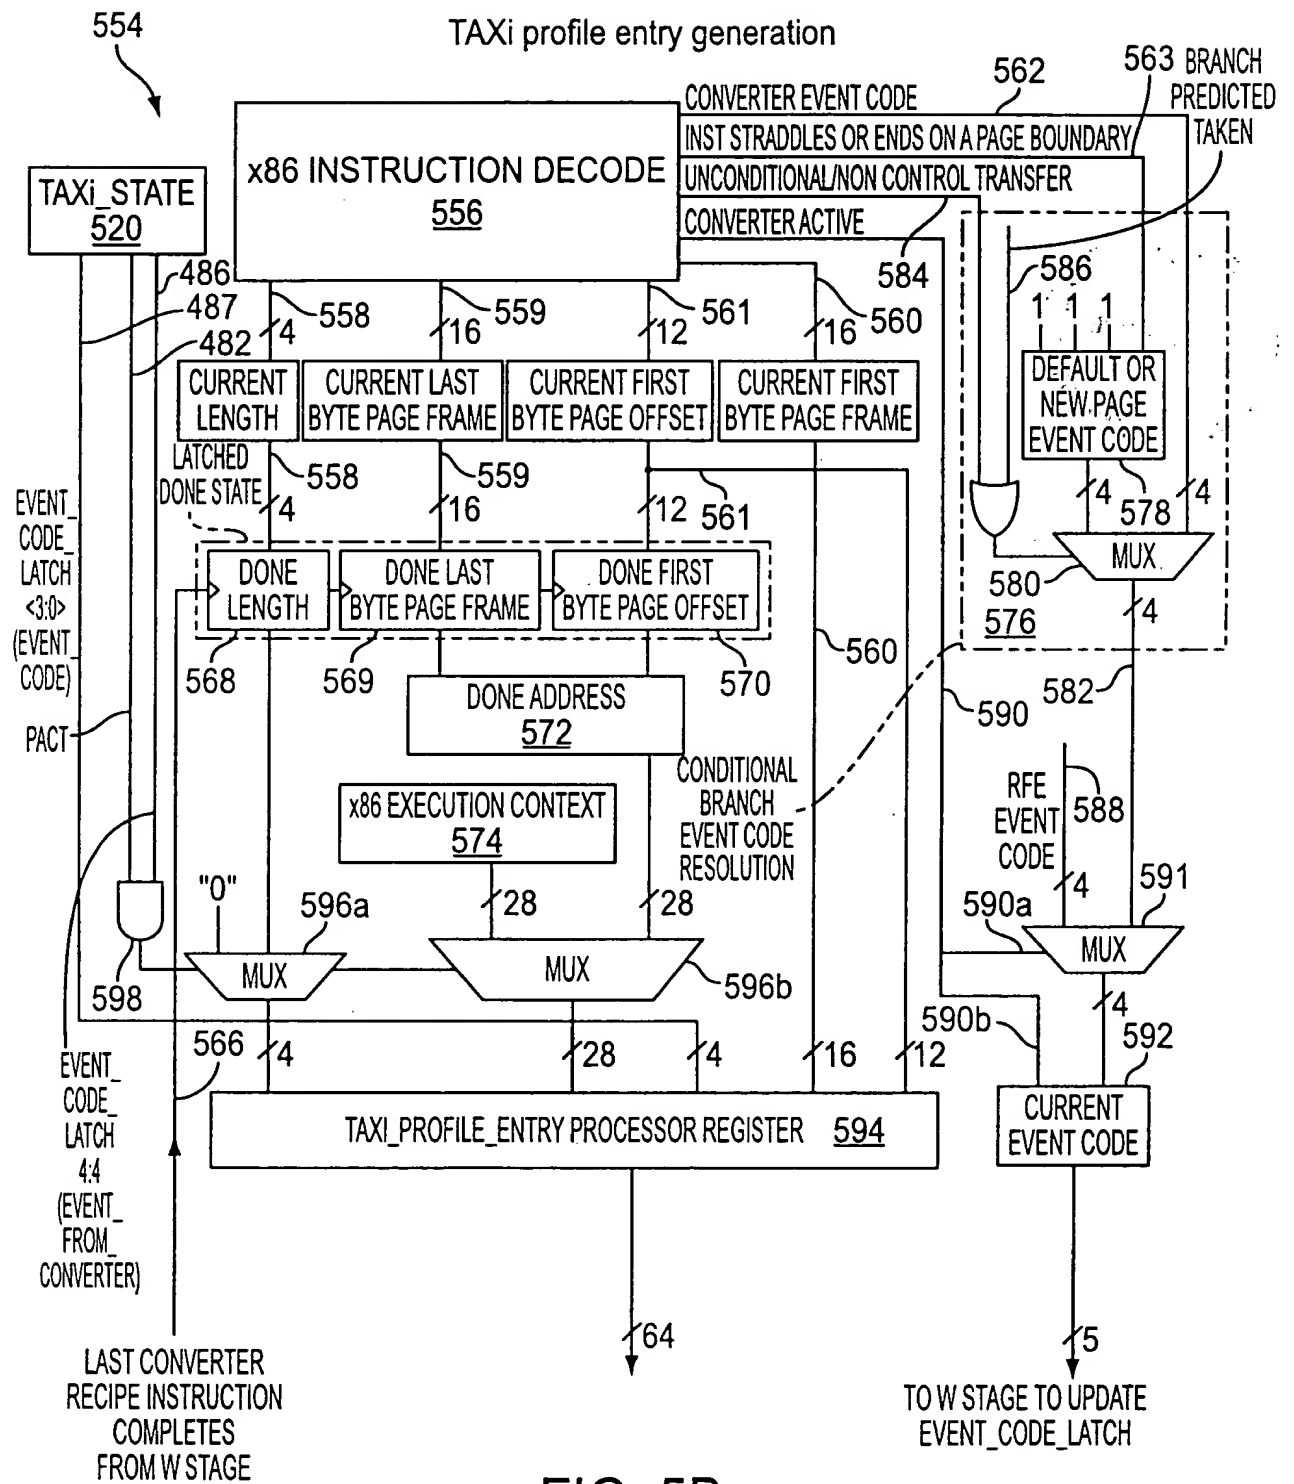 554
TAXi profile entry generation
562
563
BRANCH
PREDICTED
TAKEN
CONVERTER EVENT CODE
INST STRADDLES OR ENDS ON A PAGE BOUNDARY
UNCONDITIONAL/NON CONTROL TRANSFER
CONVERTER ACTIVE
x86 INSTRUCTION DECODE
556
TAXi_STATE
520
486
487
482
558
4
559
16
561
12
560
16
584
586
1 1 1
CURRENT
LENGTH
CURRENT LAST
BYTE PAGE FRAME
CURRENT FIRST
BYTE PAGE OFFSET
CURRENT FIRST
BYTE PAGE FRAME
DEFAULT OR
NEW PAGE
EVENT CODE
LATCHED
DONE STATE
558
4
559
16
12
561
4
578
4
MUX
580
4
576
EVENT_
CODE_
LATCH
<3:0>
(EVENT_
CODE)
DONE
LENGTH
DONE LAST
BYTE PAGE FRAME
DONE FIRST
BYTE PAGE OFFSET
568
569
570
560
590
582
PACT
DONE ADDRESS
572
x86 EXECUTION CONTEXT
574
CONDITIONAL
BRANCH
EVENT CODE
RESOLUTION
RFE
EVENT
CODE
588
4
"0"
596a
28
28
590a
591
MUX
MUX
MUX
598
596b
4
590b
592
566
4
28
4
16
12
EVENT_
CODE_
LATCH
4:4
(EVENT_
FROM_
CONVERTER)
TAXI_PROFILE_ENTRY PROCESSOR REGISTER 594
CURRENT
EVENT CODE
64
5
LAST CONVERTER
RECIPE INSTRUCTION
COMPLETES
FROM W STAGE
TO W STAGE TO UPDATE
EVENT_CODE_LATCH
FIG. 5B